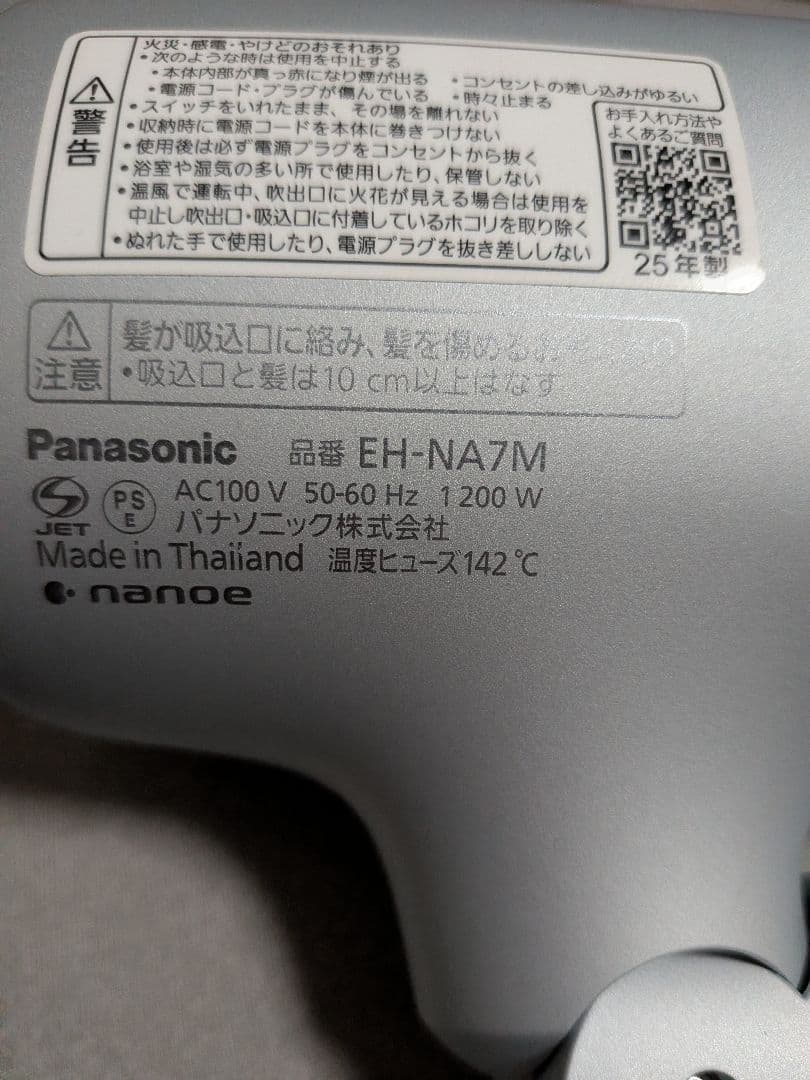 警告
火災・感電・やけどのおそれあり
・次のような時は使用を中止する
・本体内部が真っ赤になり煙が出る ・コンセントの差し込みがゆるい
・電源コード・プラグが傷んでいる ・時々止まる
・スイッチをいれたまま、その場を離れない
・収納時に電源コードを本体に巻きつけない
・使用後は必ず電源プラグをコンセントから抜く
・浴室や湿気の多い所で使用したり、保管しない
・温風で運転中、吹出口に火花が見える場合は使用を
中止し吹出口・吸込口に付着しているホコリを取り除く
・ぬれた手で使用したり、電源プラグを抜き差ししない
お手入れ方法や
よくあるご質問
25年製
注意
髪が吸込口に絡み、髪を傷めるお
・吸込口と髪は10 cm以上はなす
Panasonic 品番 EH-NA7M
JET PS E AC100 V 50-60 Hz 1 200 W
パナソニック株式会社
Made in Thailand 温度ヒューズ142 ℃
nanoe